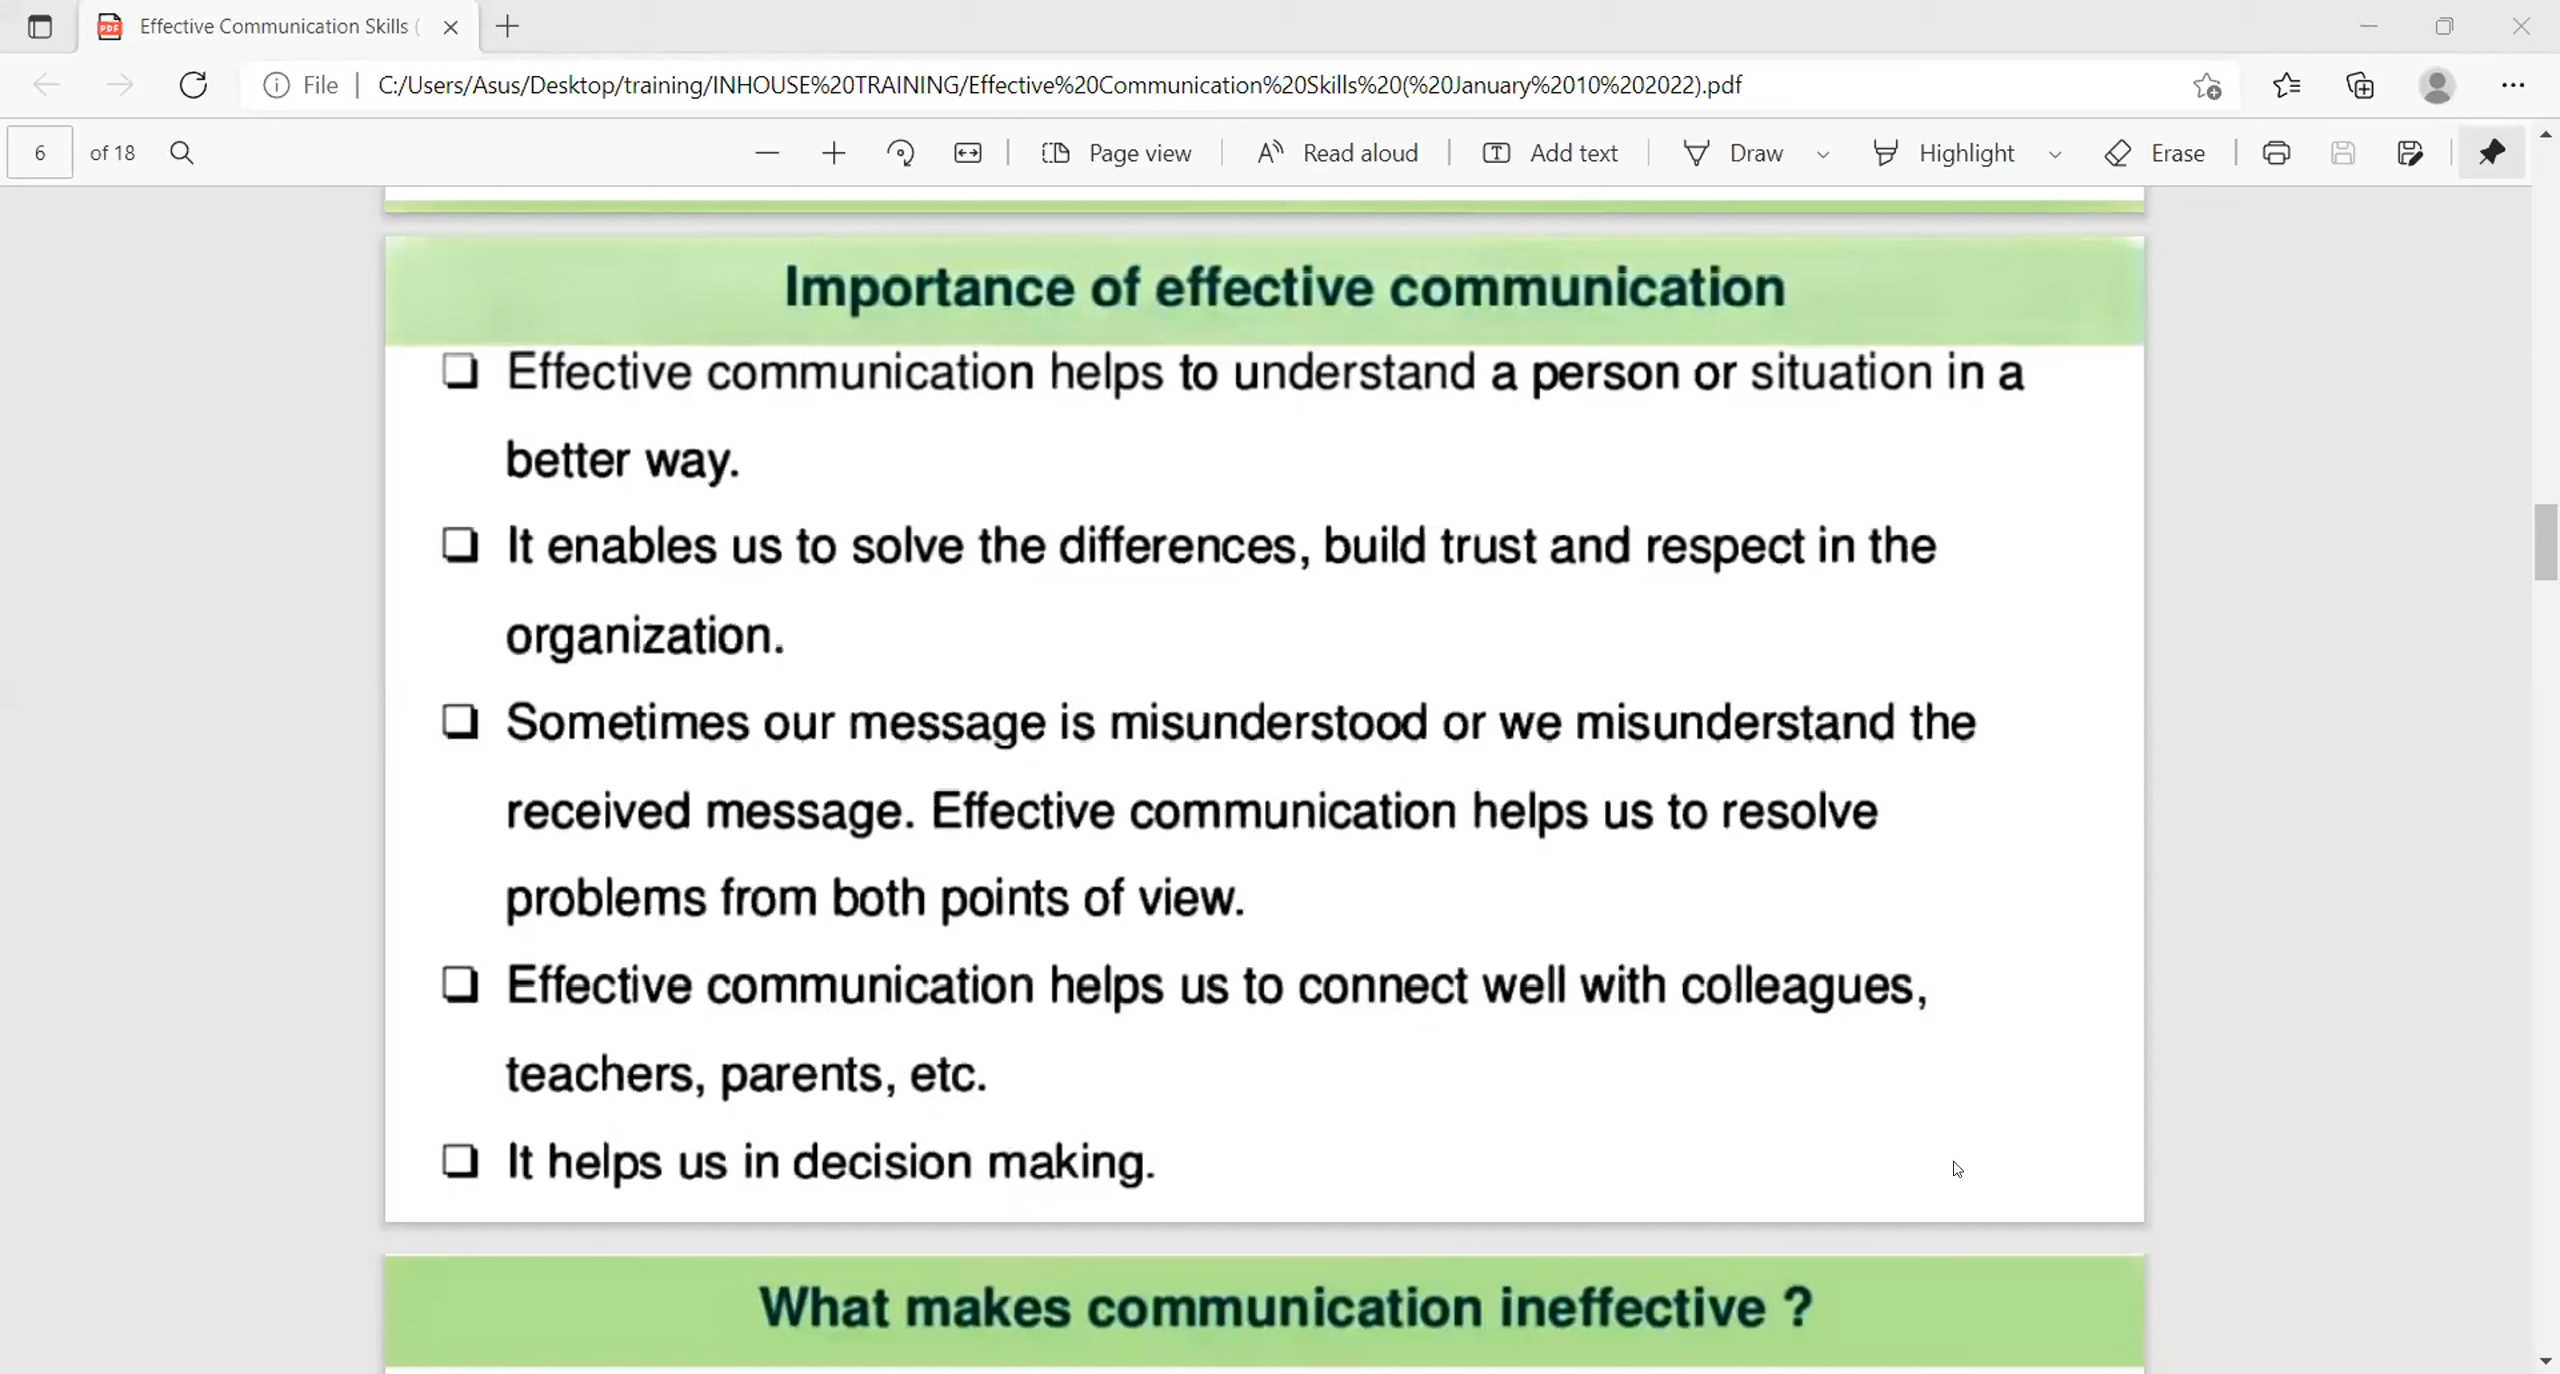 Effective Communication Skills (
File
C:/Users/Asus/Desktop/training/INHOUSE%20TRAINING/Effective%20Communication%20Skills%20(%20January%2010%202022).pdf
6 of 18
Page view
Read aloud
Add text
Draw
Highlight
Erase
Importance of effective communication
❑ Effective communication helps to understand a person or situation in a
better way.
❑ It enables us to solve the differences, build trust and respect in the
organization.
❑ Sometimes our message is misunderstood or we misunderstand the
received message. Effective communication helps us to resolve
problems from both points of view.
❑ Effective communication helps us to connect well with colleagues,
teachers, parents, etc.
❑ It helps us in decision making.
What makes communication ineffective ?